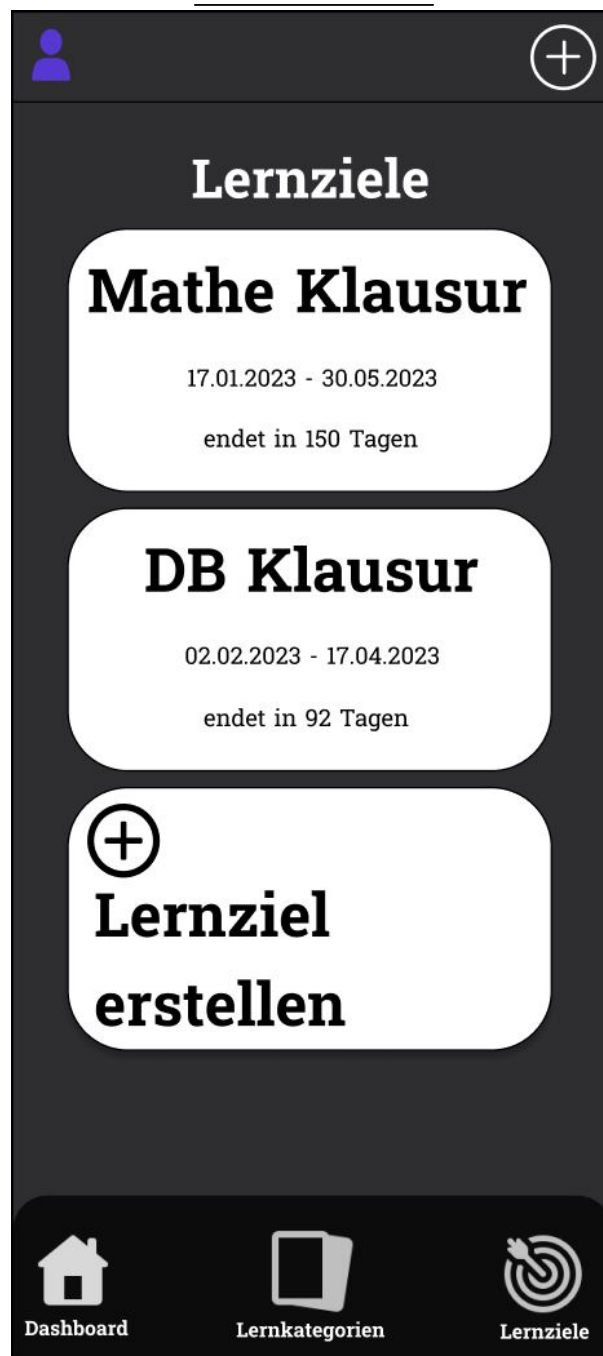 Lernziele
Mathe Klausur
17.01.2023 - 30.05.2023
endet in 150 Tagen
DB Klausur
02.02.2023 - 17.04.2023
endet in 92 Tagen
Lernziel
erstellen
Dashboard
Lernkategorien
Lernziele